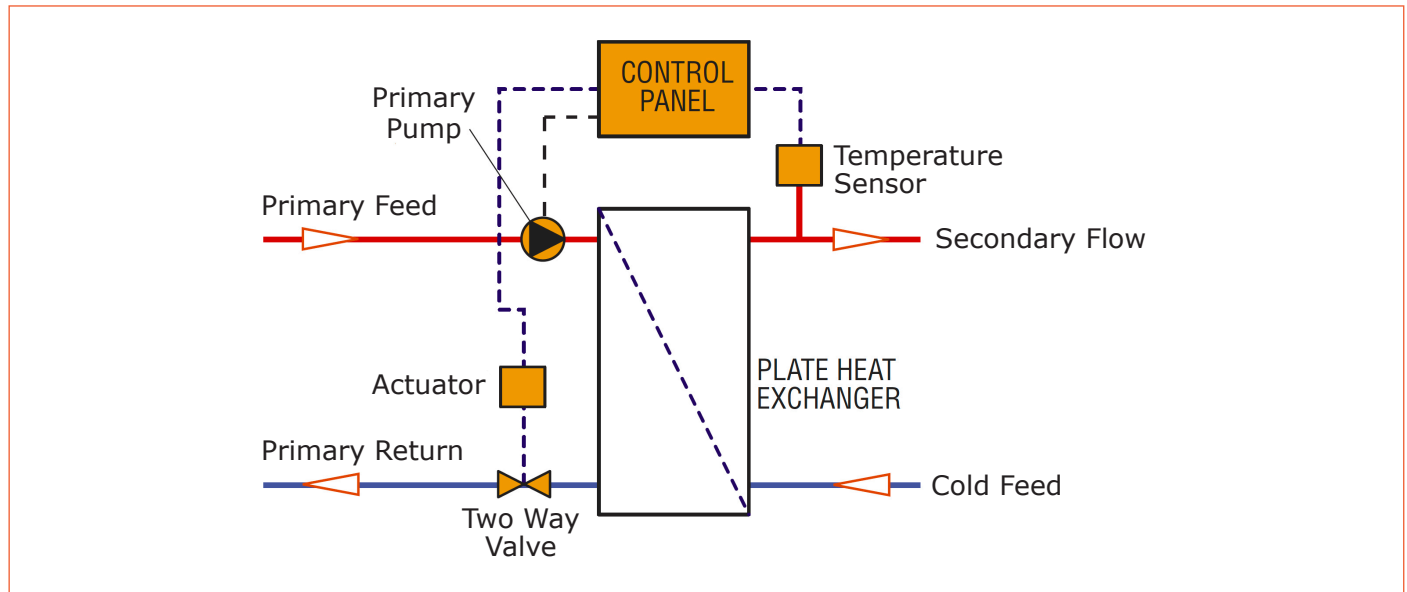 CONTROL
PANEL
Primary
Pump
Temperature
Sensor
Primary Feed
Secondary Flow
Actuator
PLATE HEAT
EXCHANGER
Primary Return
Cold Feed
Two Way
Valve